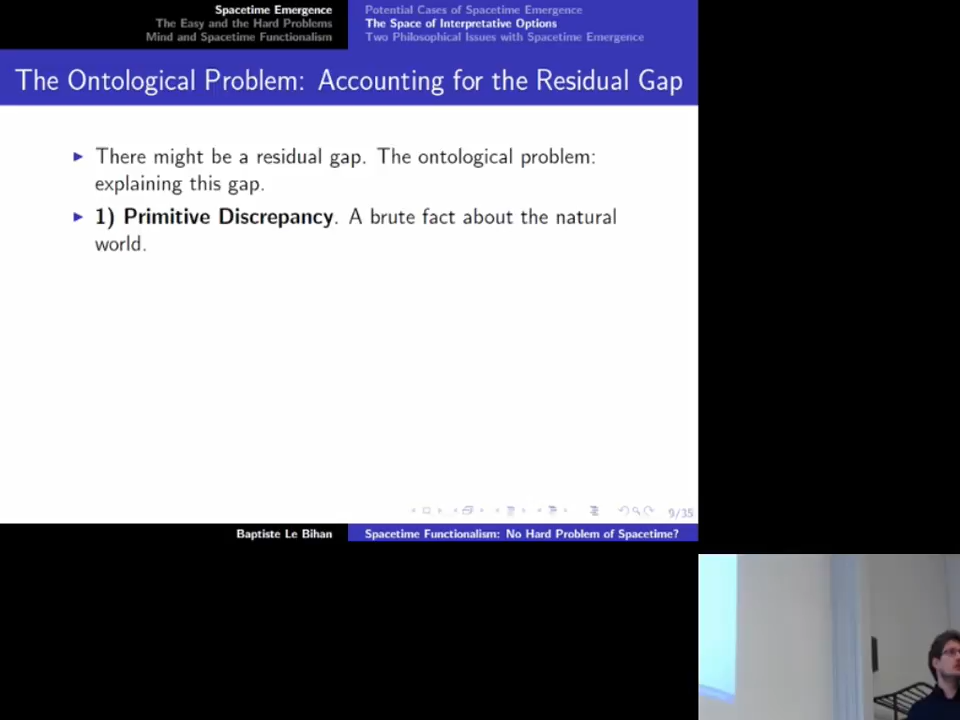 Spacetime Emergence
The Easy and the Hard Problems
Mind and Spacetime Functionalism
Potential Cases of Spacetime Emergence
The Space of Interpretative Options
Two Philosophical Issues with Spacetime Emergence
The Ontological Problem: Accounting for the Residual Gap
There might be a residual gap. The ontological problem:
explaining this gap.
1) Primitive Discrepancy. A brute fact about the natural
world.
9/35
Baptiste Le Bihan
Spacetime Functionalism: No Hard Problem of Spacetime?